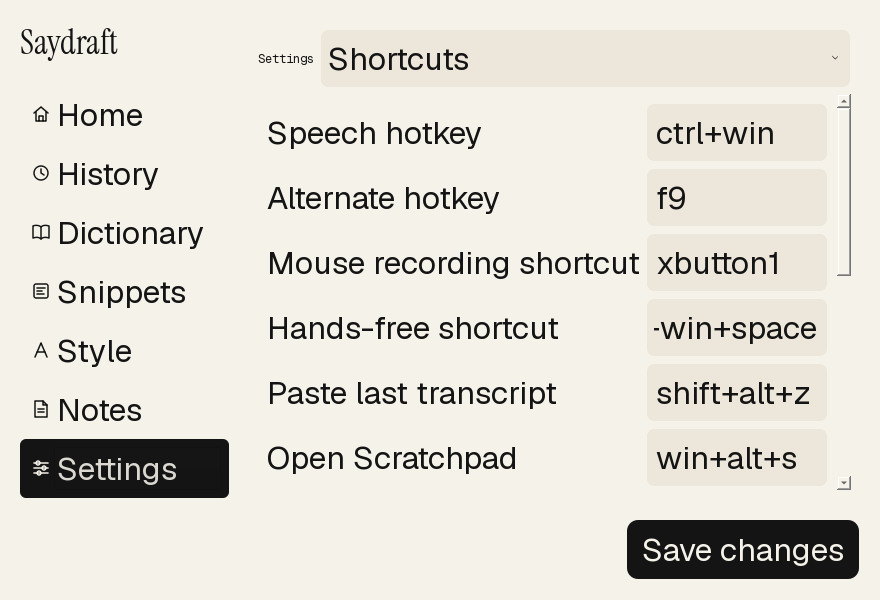 Saydraft
Home
History
Dictionary
Snippets
Style
Notes
Settings
Settings
Shortcuts
Speech hotkey
ctrl+win
Alternate hotkey
f9
Mouse recording shortcut
xbutton1
Hands-free shortcut
win+space
Paste last transcript
shift+alt+z
Open Scratchpad
win+alt+s
Save changes